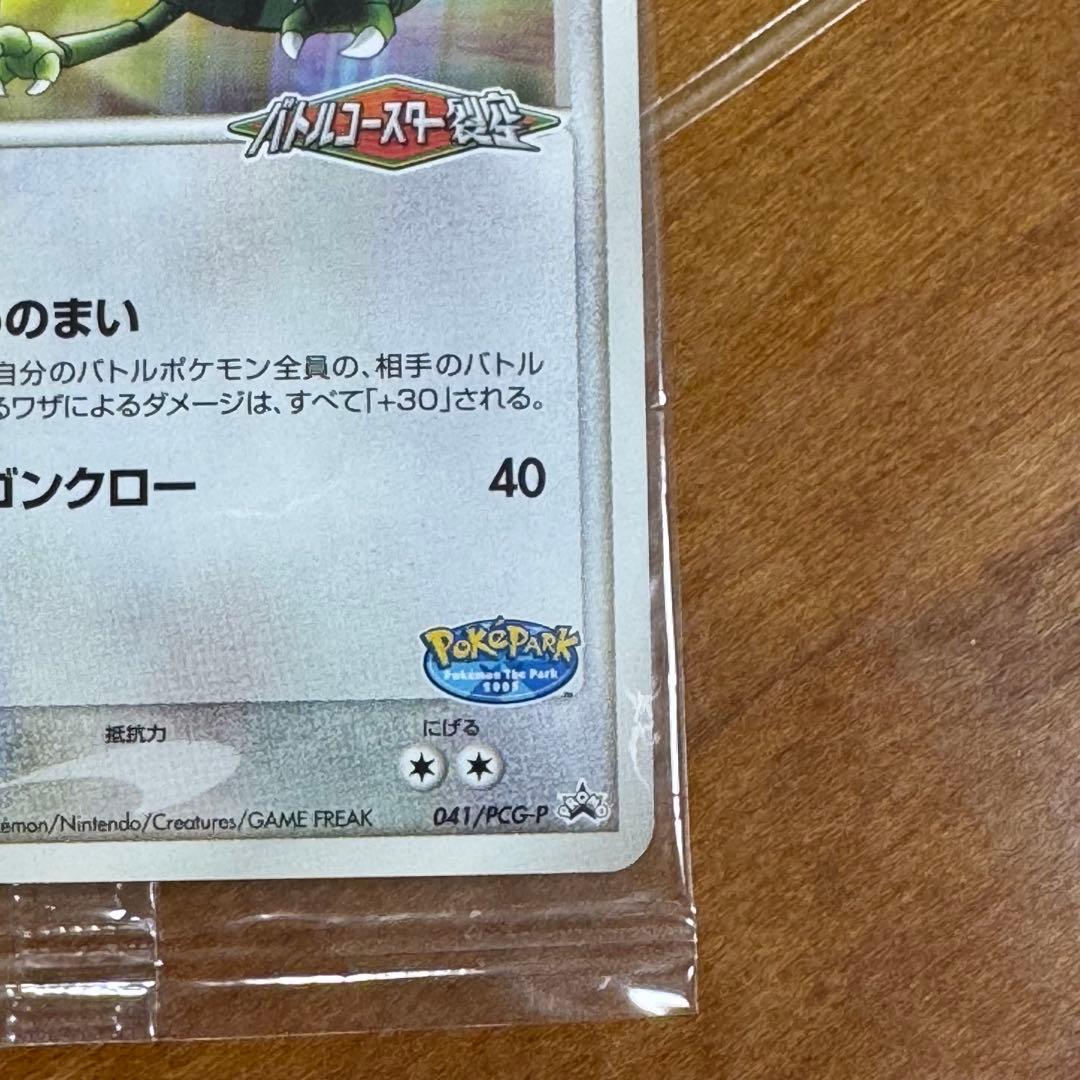 バトルコースター裂空
のまい
自分のバトルポケモン全員の、相手のバトル
るワザによるダメージは、すべて「+30」される。
ゴンクロー 40
POKéPARK
Pokémon The Park
2005
抵抗力 にげる
émon/Nintendo/Creatures/GAME FREAK 041/PCG-P
PROMO